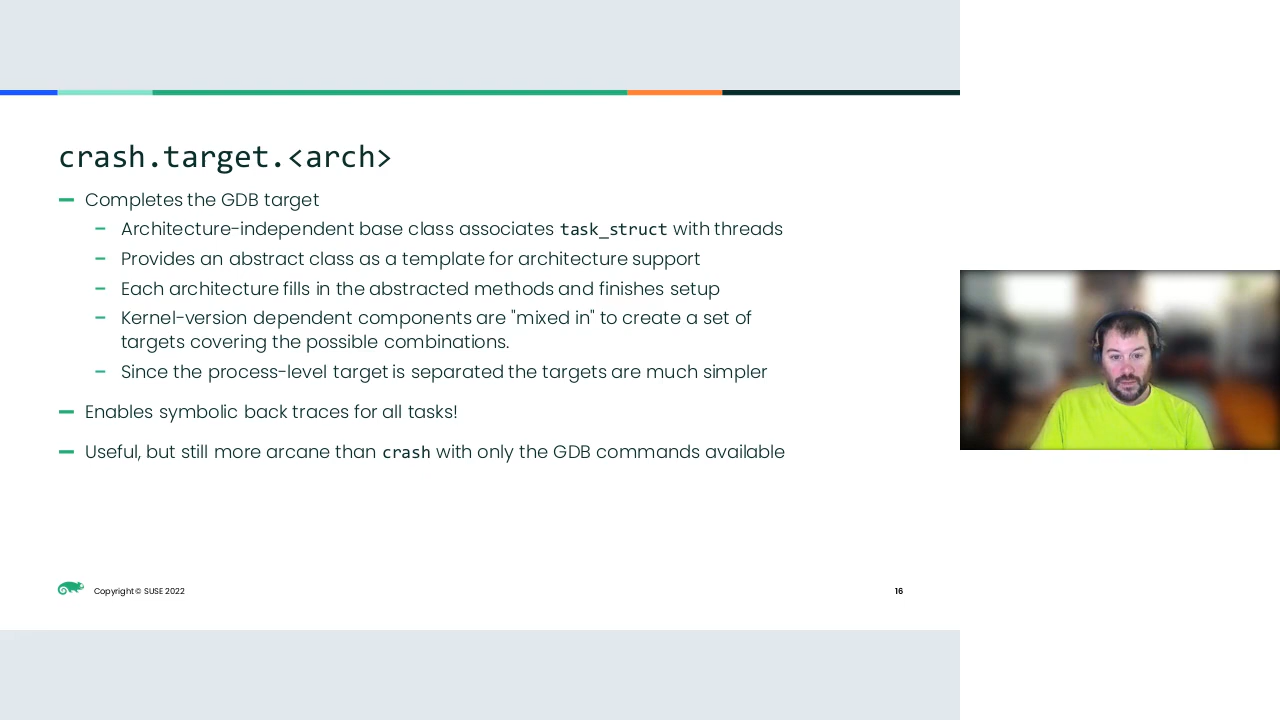 crash.target.<arch>
Completes the GDB target
Architecture-independent base class associates task_struct with threads
Provides an abstract class as a template for architecture support
Each architecture fills in the abstracted methods and finishes setup
Kernel-version dependent components are "mixed in" to create a set of
targets covering the possible combinations.
Since the process-level target is separated the targets are much simpler
Enables symbolic back traces for all tasks!
Useful, but still more arcane than crash with only the GDB commands available
Copyright © SUSE 2022
16